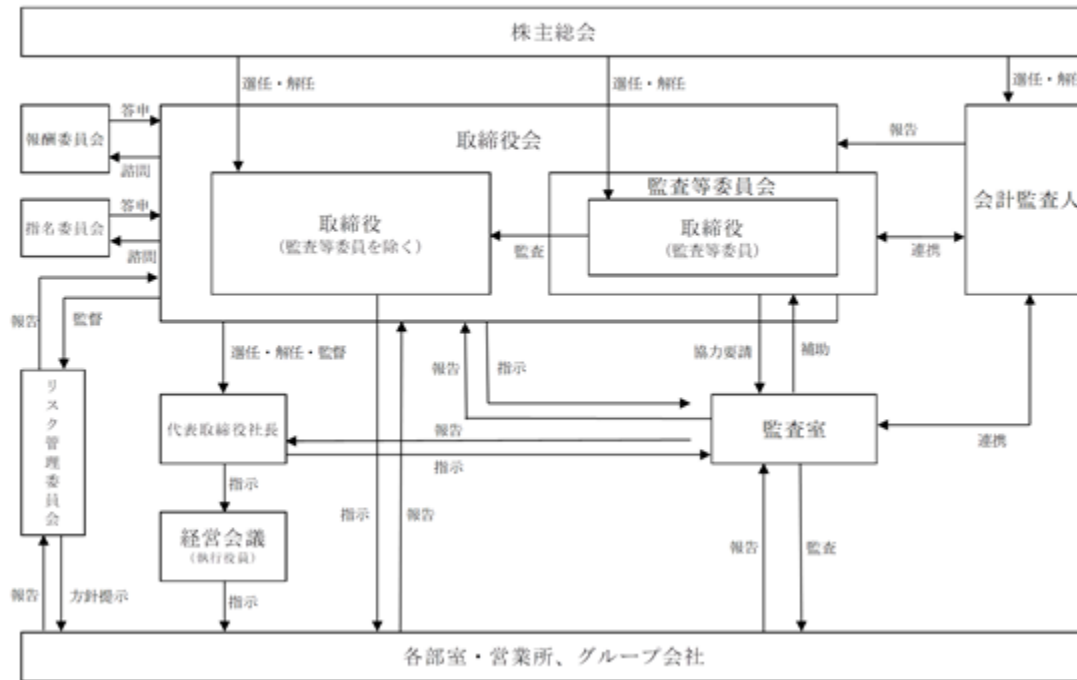 株主総会
選任・解任
選任・解任
選任・解任
報酬委員会
答申
諮問
取締役会
報告
会計監査人
指名委員会
答申
諮問
取締役
(監査等委員を除く)
監査
監査等委員会
取締役
(監査等委員)
連携
報告
監督
選任・解任・監督
報告
指示
協力要請
補助
リスク管理委員会
代表取締役社長
報告
指示
監査室
連携
指示
経営会議
(執行役員)
指示
報告
報告
監査
報告
方針提示
指示
各部室・営業所、グループ会社